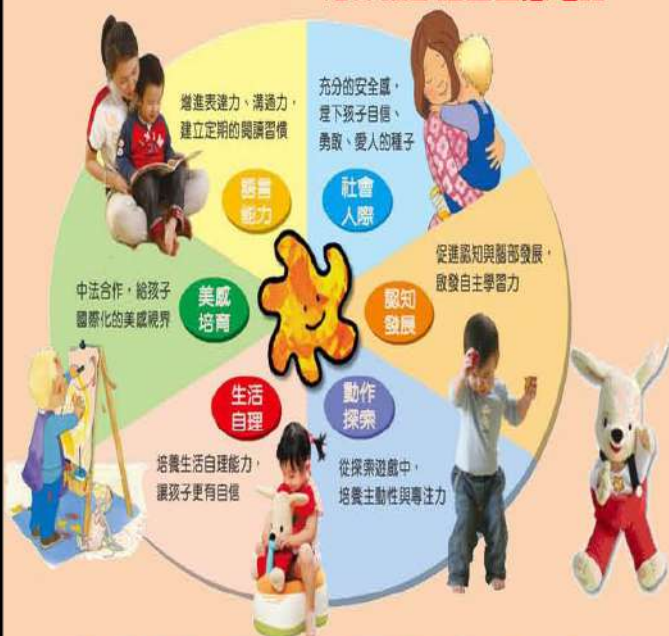 增進表達力、溝通力，
建立定期的閱讀習慣
語言
能力
充分的安全感，
埋下孩子自信、
勇敢、愛人的種子
社會
人際
促進認知與腦部發展，
啟發自主學習力
認知
發展
中法合作，給孩子
國際化的美感視界
美感
培育
生活
自理
培養生活自理能力，
讓孩子更有自信
動作
探索
從探索遊戲中，
培養主動性與專注力